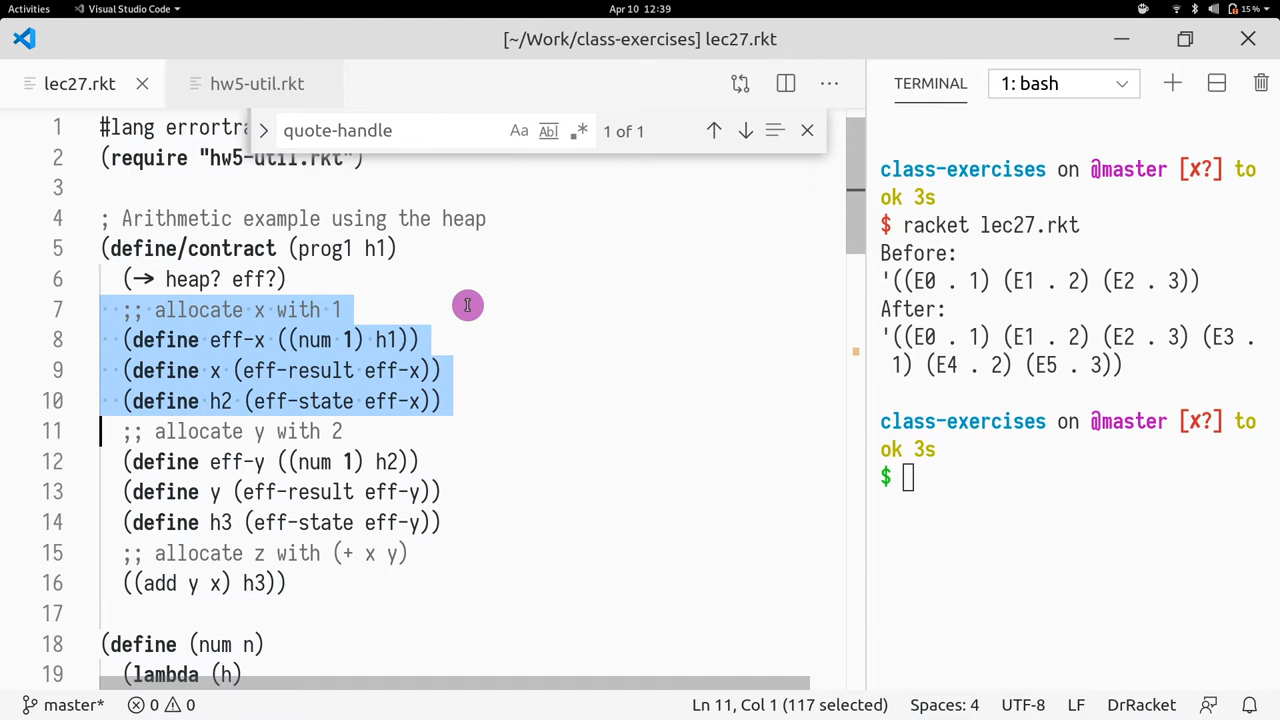 Activities Visual Studio Code Apr 10 12:39 15%
[~/Work/class-exercises] lec27.rkt
lec27.rkt hw5-util.rkt
TERMINAL 1: bash
quote-handle Aa Abl 1 of 1
1 #lang errortra
2 (require "hw5-util.rkt")
3
4 ; Arithmetic example using the heap
5 (define/contract (prog1 h1)
6 (→ heap? eff?)
7 ;; allocate x with 1
8 (define eff-x ((num 1) h1))
9 (define x (eff-result eff-x))
10 (define h2 (eff-state eff-x))
11 ;; allocate y with 2
12 (define eff-y ((num 1) h2))
13 (define y (eff-result eff-y))
14 (define h3 (eff-state eff-y))
15 ;; allocate z with (+ x y)
16 ((add y x) h3))
17
18 (define (num n)
19 (lambda (h)
class-exercises on @master [x?] to
ok 3s
$ racket lec27.rkt
Before:
'((E0 . 1) (E1 . 2) (E2 . 3))
After:
'((E0 . 1) (E1 . 2) (E2 . 3) (E3 .
1) (E4 . 2) (E5 . 3))
class-exercises on @master [x?] to
ok 3s
$
master* 0 0 Ln 11, Col 1 (117 selected) Spaces: 4 UTF-8 LF DrRacket